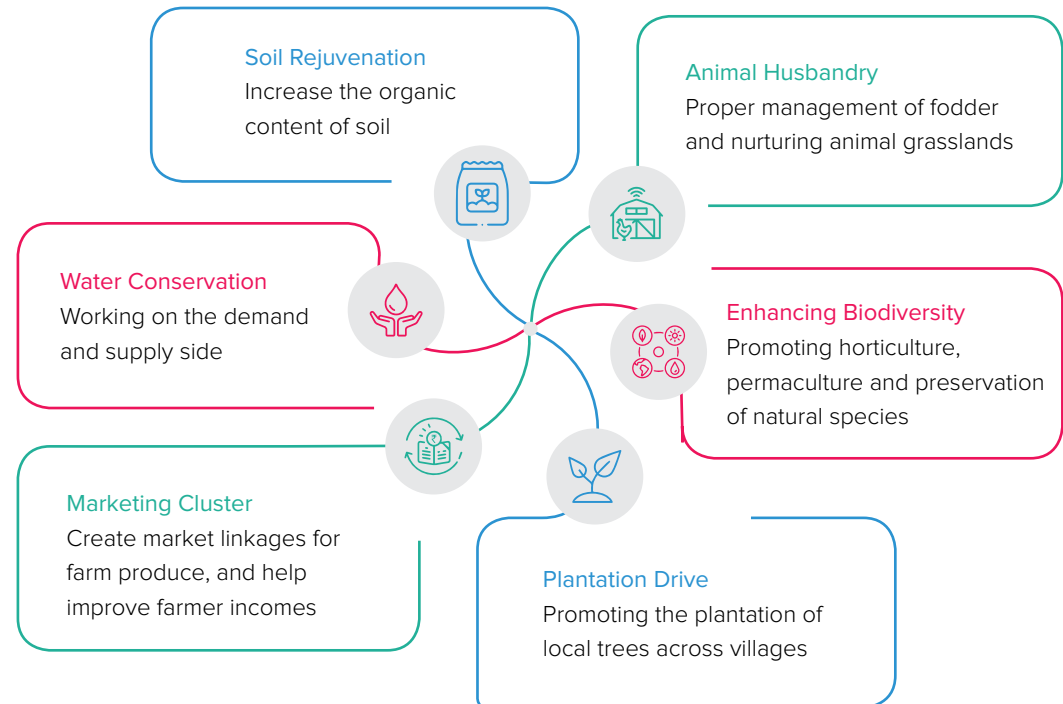 Soil Rejuvenation
Increase the organic
content of soil
Animal Husbandry
Proper management of fodder
and nurturing animal grasslands
Water Conservation
Working on the demand
and supply side
Enhancing Biodiversity
Promoting horticulture,
permaculture and preservation
of natural species
Marketing Cluster
Create market linkages for
farm produce, and help
improve farmer incomes
Plantation Drive
Promoting the plantation of
local trees across villages